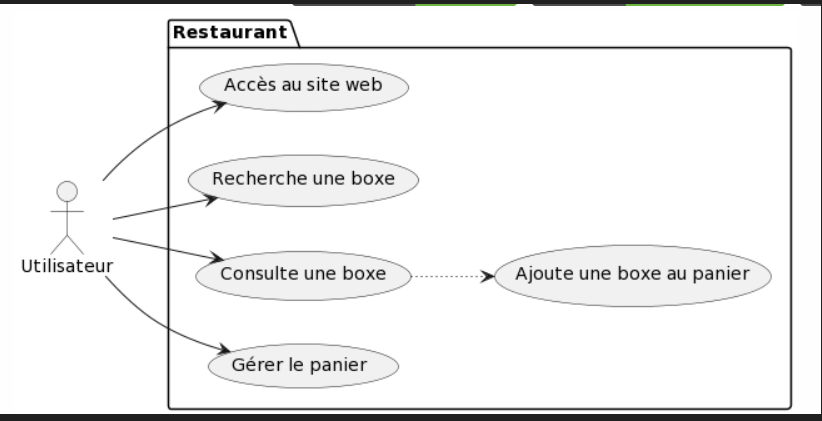 Restaurant
Accès au site web
Recherche une boxe
Utilisateur
Consulte une boxe
Ajoute une boxe au panier
Gérer le panier